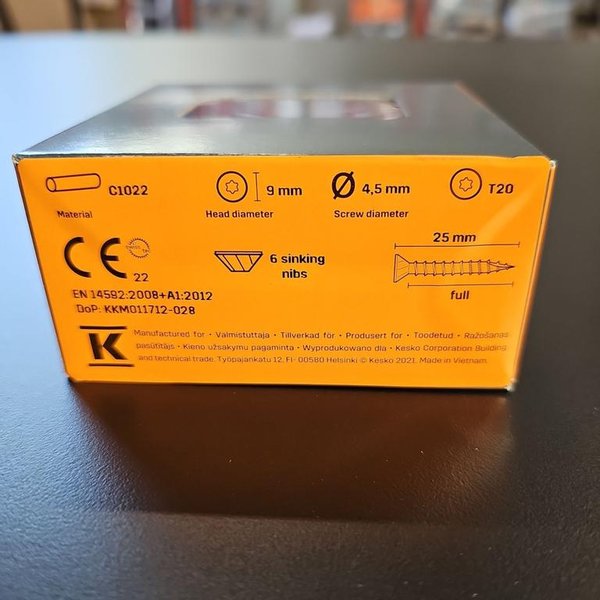 C1022
Material
9 mm
Head diameter
4,5 mm
Screw diameter
T20
CE
22
6 sinking
nibs
25 mm
full
EN 14592:2008+A1:2012
DoP: KKM011712-028
K
Manufactured for • Valmistuttaja • Tillverkad för • Produsert for • Toodetud • Ražošanas
pasūtītājs • Kieno užsakymu pagaminta • Wyprodukowano dla • Kesko Corporation Building
and technical trade. Työpajankatu 12, FI- 00580 Helsinki © Kesko 2021. Made in Vietnam.